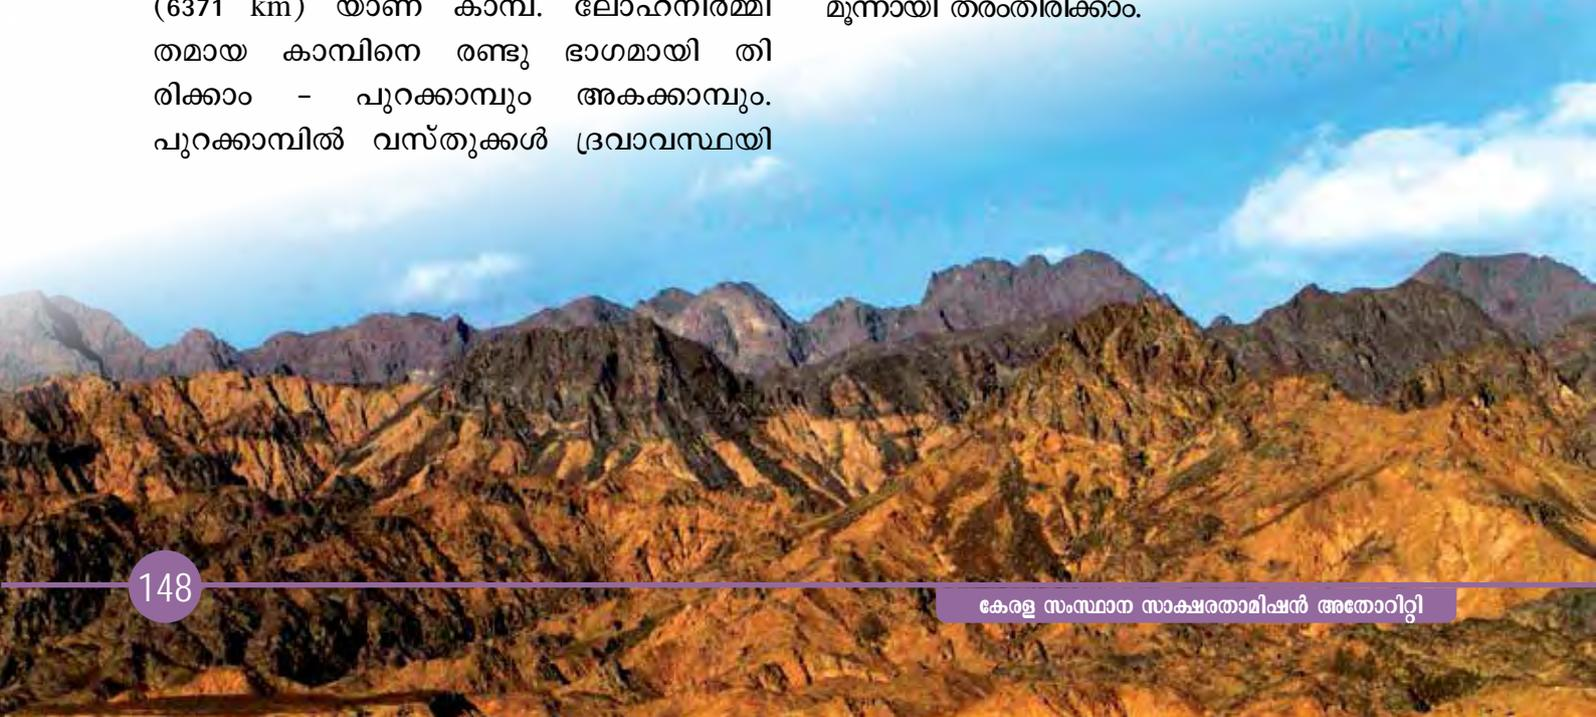 (6371 km) യാണ് കാമ്പ്. ലോഹനിർമ്മി
തമായ കാമ്പിനെ രണ്ടു ഭാഗമായി തി
രിക്കാം - പുറക്കാമ്പും അകക്കാമ്പും.
പുറക്കാമ്പിൽ വസ്തുക്കൾ ദ്രവാവസ്ഥയി
മൂന്നായി തരംതിരിക്കാം.
148
കേരള സംസ്ഥാന സാക്ഷരതാമിഷൻ അതോറിറ്റി